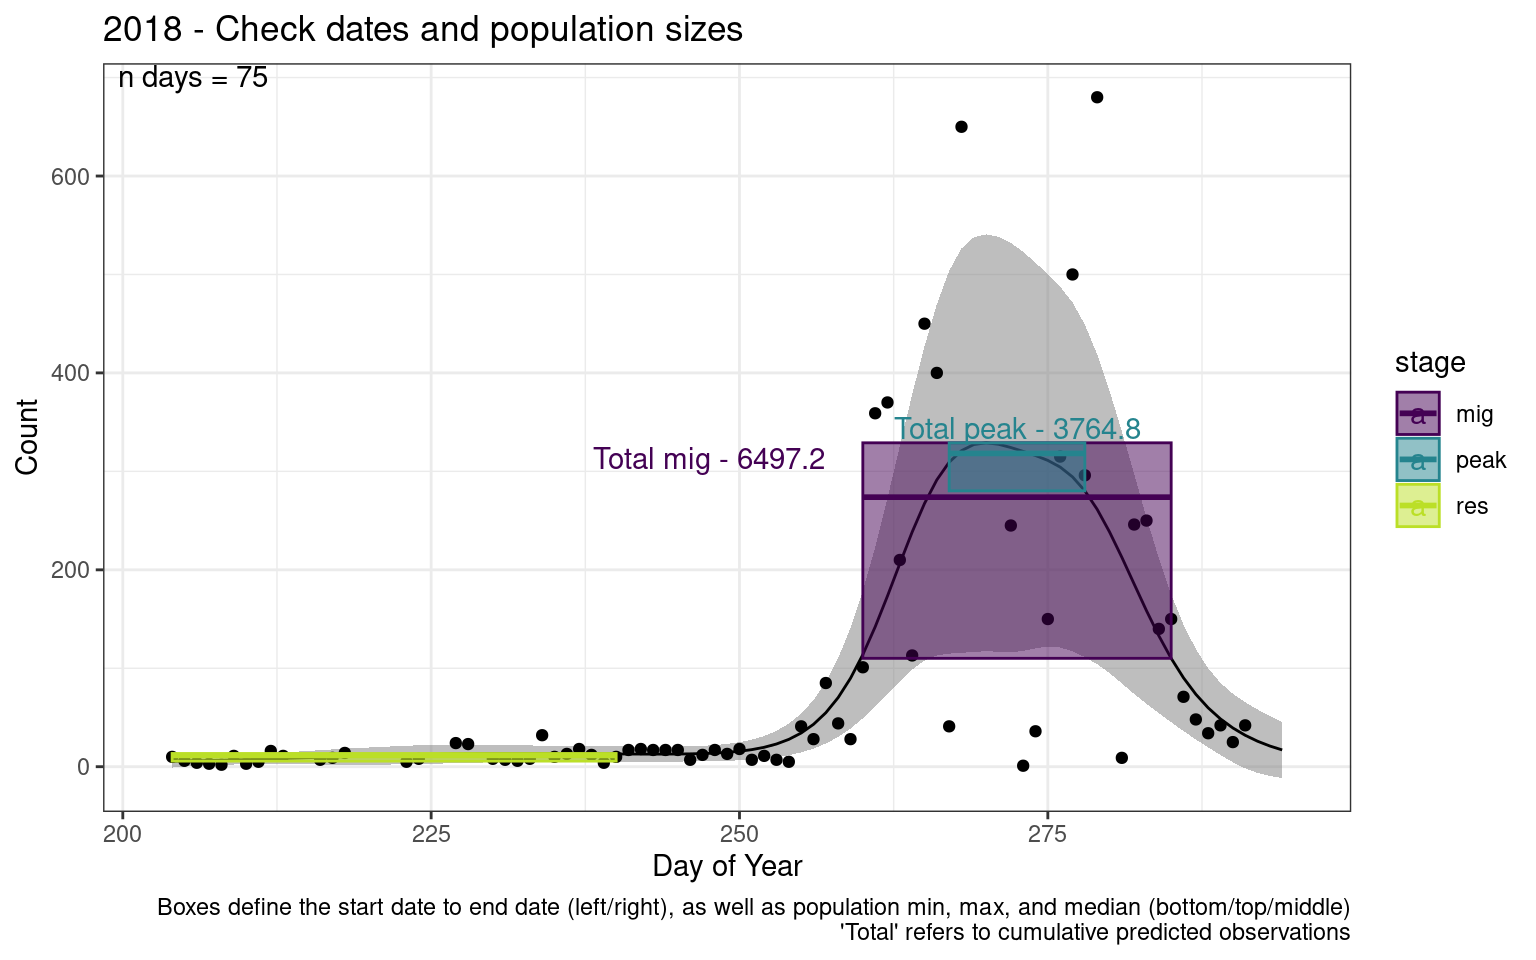 2018 - Check dates and population sizes
n days = 75
600
400
200
0
Count
Total peak - 3764.8
Total mig - 6497.2
200
225
250
275
Day of Year
stage
a mig
a peak
a res
Boxes define the start date to end date (left/right), as well as population min, max, and median (bottom/top/middle)
'Total' refers to cumulative predicted observations